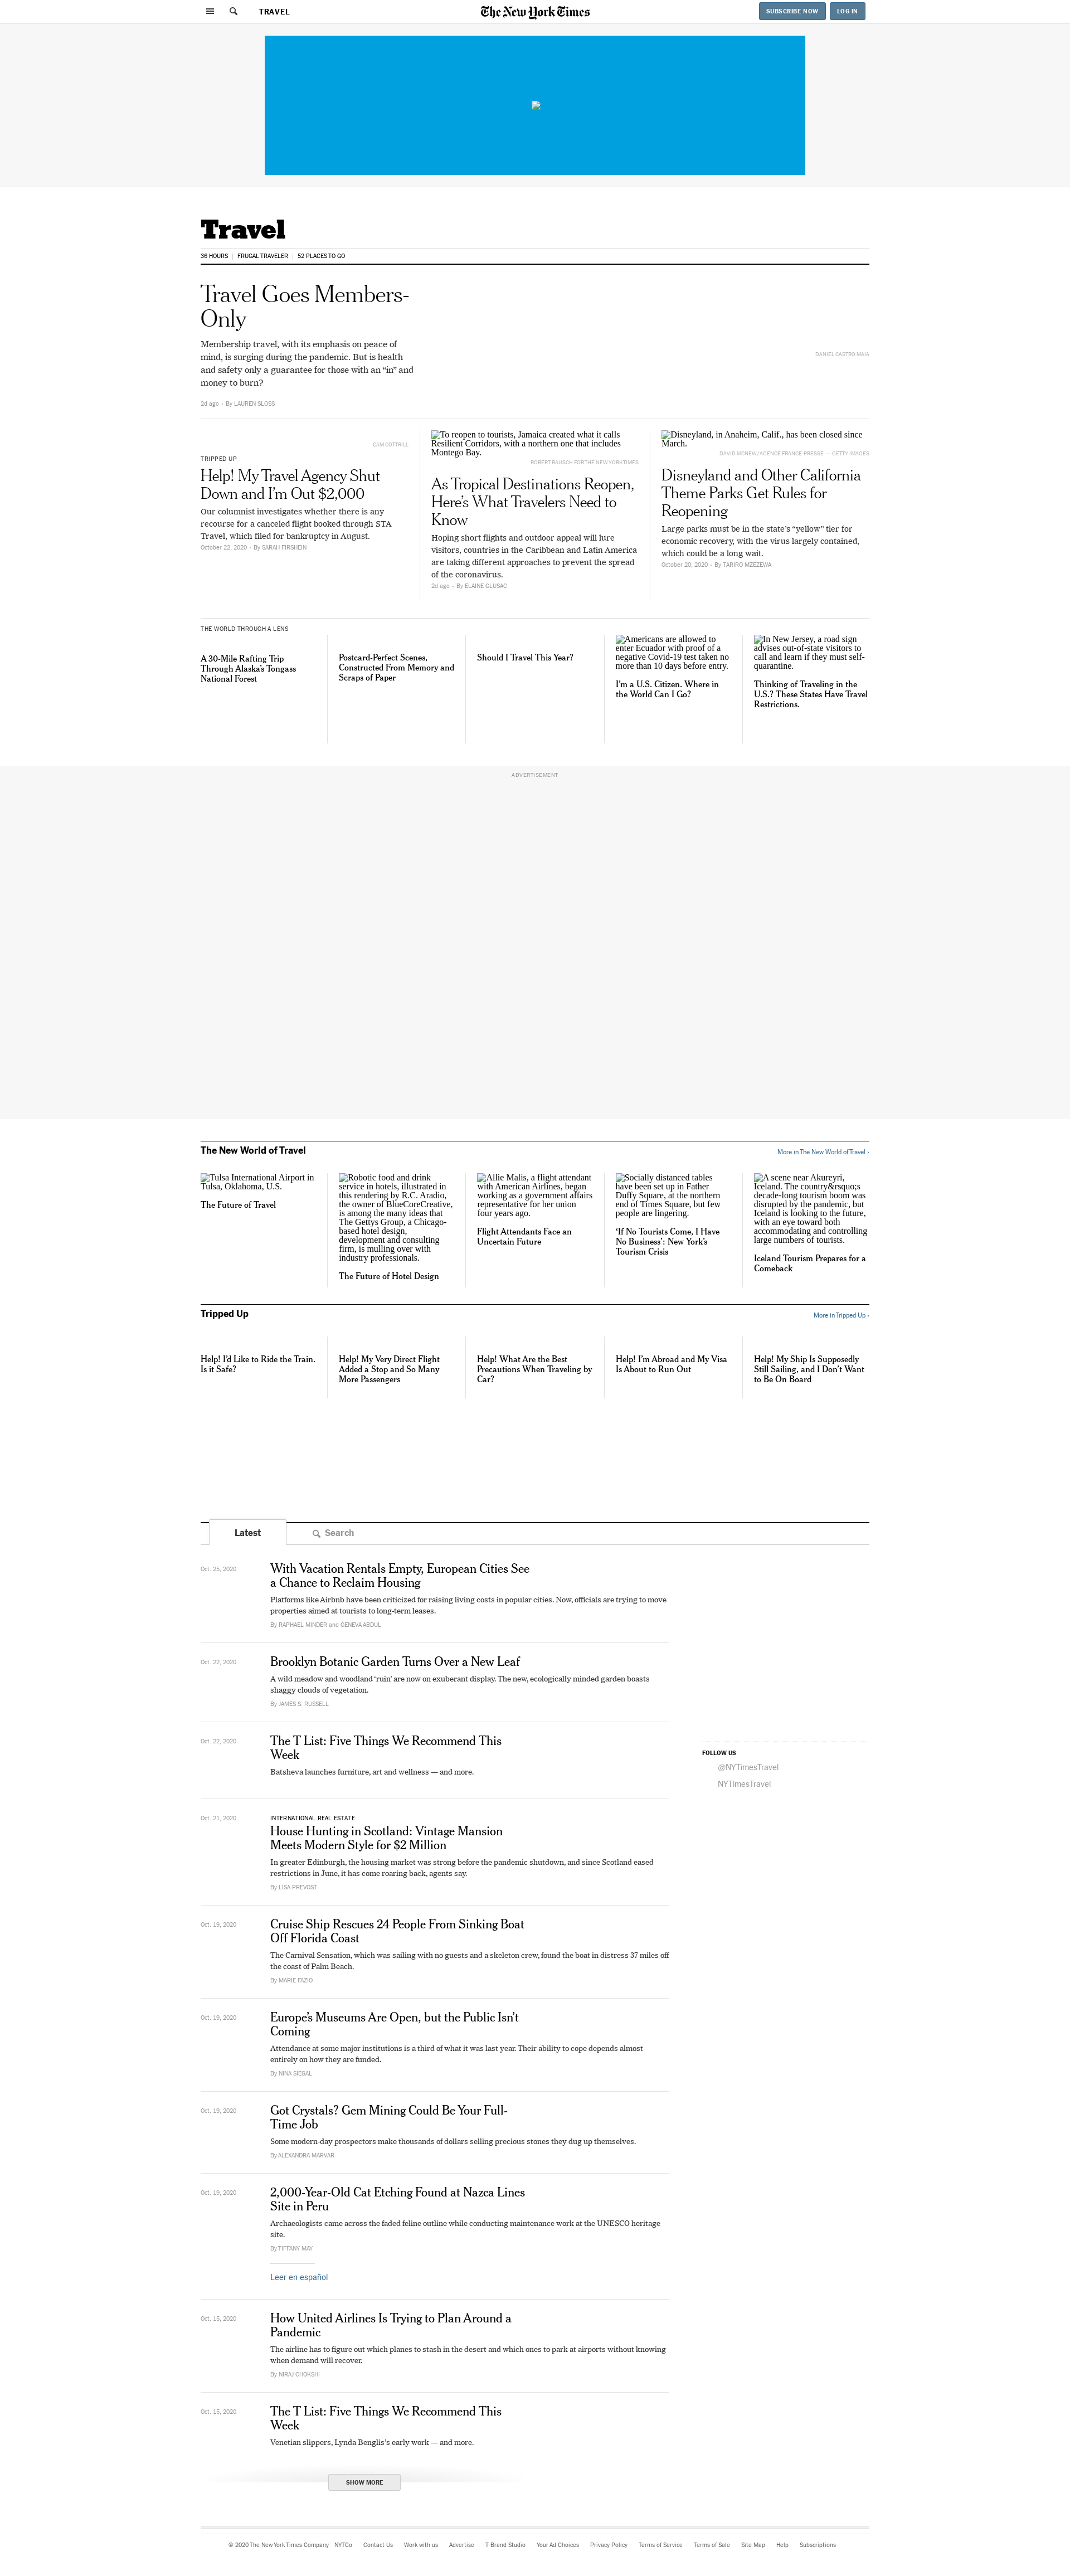 TRAVEL
The New York Times
SUBSCRIBE NOW
LOG IN
Travel
36 HOURS
FRUGAL TRAVELER
52 PLACES TO GO
Travel Goes Members-
Only
Membership travel, with its emphasis on peace of
mind, is surging during the pandemic. But is health
and safety only a guarantee for those with an “in” and
money to burn?
2d ago · By LAUREN SLOSS
DANIEL CASTRO MAIA
CAM COTTRILL
TRIPPED UP
Help! My Travel Agency Shut
Down and I’m Out $2,000
Our columnist investigates whether there is any
recourse for a canceled flight booked through STA
Travel, which filed for bankruptcy in August.
October 22, 2020 · By SARAH FIRSHEIN
To reopen to tourists, Jamaica created what it calls
Resilient Corridors, with a northern one that includes
Montego Bay.
ROBERT RAUSCH FOR THE NEW YORK TIMES
As Tropical Destinations Reopen,
Here’s What Travelers Need to
Know
Hoping short flights and outdoor appeal will lure
visitors, countries in the Caribbean and Latin America
are taking different approaches to prevent the spread
of the coronavirus.
2d ago · By ELAINE GLUSAC
Disneyland, in Anaheim, Calif., has been closed since
March.
DAVID MCNEW/AGENCE FRANCE-PRESSE — GETTY IMAGES
Disneyland and Other California
Theme Parks Get Rules for
Reopening
Large parks must be in the state’s “yellow” tier for
economic recovery, with the virus largely contained,
which could be a long wait.
October 20, 2020 · By TARIRO MZEZEWA
THE WORLD THROUGH A LENS
A 30-Mile Rafting Trip
Through Alaska’s Tongass
National Forest
Postcard-Perfect Scenes,
Constructed From Memory and
Scraps of Paper
Should I Travel This Year?
Americans are allowed to
enter Ecuador with proof of a
negative Covid-19 test taken no
more than 10 days before entry.
I’m a U.S. Citizen. Where in
the World Can I Go?
In New Jersey, a road sign
advises out-of-state visitors to
call and learn if they must self-
quarantine.
Thinking of Traveling in the
U.S.? These States Have Travel
Restrictions.
ADVERTISEMENT
The New World of Travel
More in The New World of Travel ›
Tulsa International Airport in
Tulsa, Oklahoma, U.S.
The Future of Travel
Robotic food and drink
service in hotels, illustrated in
this rendering by R.C. Aradio,
the owner of BlueCoreCreative,
is among many ideas that
The Gettys Group, a Chicago-
based hotel design,
development and consulting
firm, is mulling over with
industry professionals.
The Future of Hotel Design
Allie Malis, a flight attendant
with American Airlines, began
working as a government affairs
representative for her union
four years ago.
Flight Attendants Face an
Uncertain Future
Socially distanced tables
have been set up in Father
Duffy Square, at the northern
end of Times Square, but few
people are lingering.
‘If No Tourists Come, I Have
No Business’: New York’s
Tourism Crisis
A scene near Akureyri,
Iceland. The country&rsquo;s
decade-long tourism boom was
disrupted by the pandemic, but
Iceland is looking to the future,
with an eye toward both
accommodating and controlling
large numbers of tourists.
Iceland Tourism Prepares for a
Comeback
Tripped Up
More in Tripped Up ›
Help! I’d Like to Ride the Train.
Is it Safe?
Help! My Very Direct Flight
Added a Stop and So Many
More Passengers
Help! What Are the Best
Precautions When Traveling by
Car?
Help! I’m Abroad and My Visa
Is About to Run Out
Help! My Ship Is Supposedly
Still Sailing, and I Don’t Want
to Be On Board
Latest
Search
Oct. 25, 2020
With Vacation Rentals Empty, European Cities See
a Chance to Reclaim Housing
Platforms like Airbnb have been criticized for raising living costs in popular cities. Now, officials are trying to move
properties aimed at tourists to long-term leases.
By RAPHAEL MINDER and GENEVA ABDUL
Oct. 22, 2020
Brooklyn Botanic Garden Turns Over a New Leaf
A wild meadow and woodland ‘ruin’ are now on exuberant display. The new, ecologically minded garden boasts
shaggy clouds of vegetation.
By JAMES S. RUSSELL
Oct. 22, 2020
The T List: Five Things We Recommend This
Week
Batsheva launches furniture, art and wellness — and more.
FOLLOW US
@NYTimesTravel
NYTimesTravel
Oct. 21, 2020
INTERNATIONAL REAL ESTATE
House Hunting in Scotland: Vintage Mansion
Meets Modern Style for $2 Million
In greater Edinburgh, the housing market was strong before the pandemic shutdown, and since Scotland eased
restrictions in June, it has come roaring back, agents say.
By LISA PREVOST
Oct. 19, 2020
Cruise Ship Rescues 24 People From Sinking Boat
Off Florida Coast
The Carnival Sensation, which was sailing with no guests and a skeleton crew, found the boat in distress 37 miles off
the coast of Palm Beach.
By MARIE FAZIO
Oct. 19, 2020
Europe’s Museums Are Open, but the Public Isn’t
Coming
Attendance at some major institutions is a third of what it was last year. Their ability to cope depends almost
entirely on how they are funded.
By NINA SIEGAL
Oct. 19, 2020
Got Crystals? Gem Mining Could Be Your Full-
Time Job
Some modern-day prospectors make thousands of dollars selling precious stones they dug up themselves.
By ALEXANDRA MARVAR
Oct. 19, 2020
2,000-Year-Old Cat Etching Found at Nazca Lines
Site in Peru
Archaeologists came across the faded feline outline while conducting maintenance work at the UNESCO heritage
site.
By TIFFANY MAY
Leer en español
Oct. 15, 2020
How United Airlines Is Trying to Plan Around a
Pandemic
The airline has to figure out which planes to stash in the desert and which ones to park at airports without knowing
when demand will recover.
By NIRAJ CHOKSHI
Oct. 15, 2020
The T List: Five Things We Recommend This
Week
Venetian slippers, Lynda Benglis’s early work — and more.
SHOW MORE
© 2020 The New York Times Company NYTCo Contact Us Work with us Advertise T Brand Studio Your Ad Choices Privacy Policy Terms of Service Terms of Sale Site Map Help Subscriptions